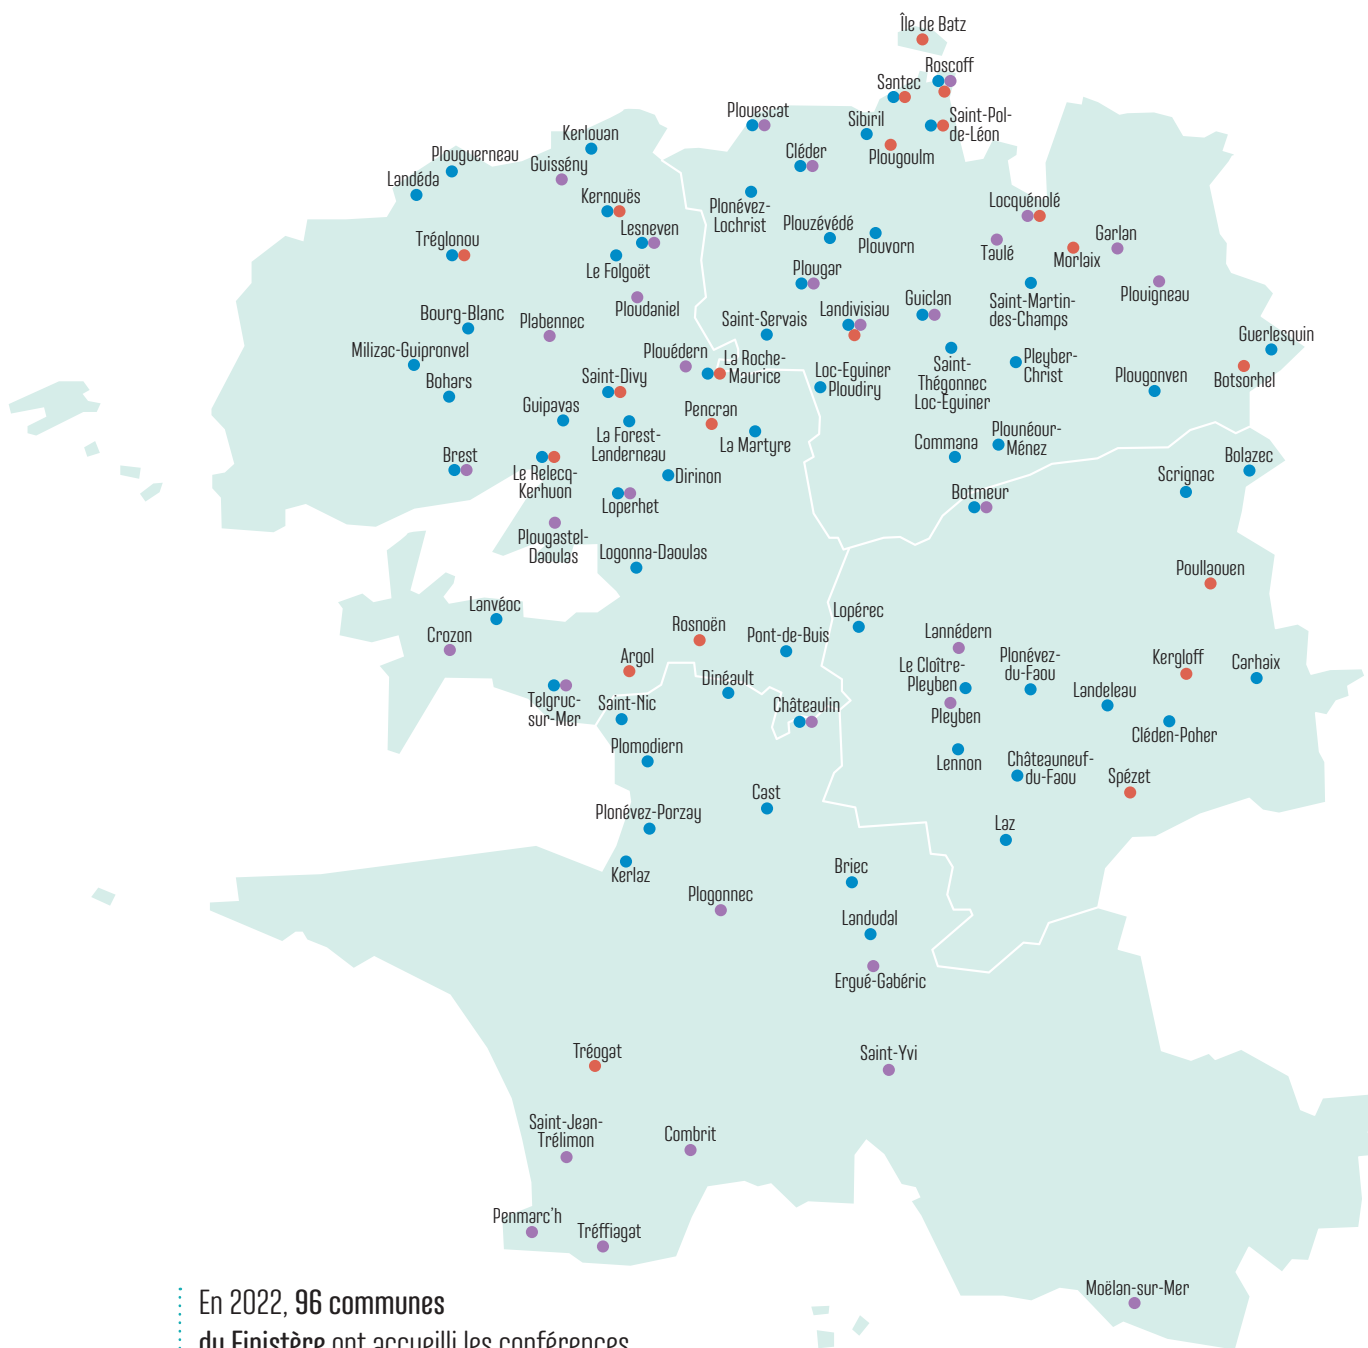 Île de Batz
Roscoff
Santec
Plouescat
Sibiril
Saint-Pol-
de-Léon
Kerlouan
Plougoulm
Plouguerneau
Guissény
Cléder
Landéda
Kernouës
Plonévez-
Lochrist
Locquénolé
Lesneven
Plouzévédé
Plouvorn
Taulé
Morlaix
Garlan
Tréglonou
Le Folgoët
Plougar
Ploudaniel
Landivisiau
Guiclan
Saint-Martin-
des-Champs
Plouigneau
Bourg-Blanc
Plabennec
Saint-Servais
Guerlesquin
Milizac-Guipronvel
Plouédern
La Roche-
Maurice
Saint-Divy
Loc-Eguiner
Ploudiry
Saint-
Thégonnec
Loc-Eguiner
Pleyber-
Christ
Plougonven
Botsorhel
Bohars
Guipavas
Pencran
La Forest-
Landerneau
La Martyre
Commana
Plounéour-
Ménez
Brest
Le Relecq-
Kerhuon
Dirinon
Bolazec
Scrignac
Loperhet
Botmeur
Plougastel-
Daoulas
Logonna-Daoulas
Poullaouen
Lanvéoc
Lopérec
Crozon
Rosnoën
Pont-de-Buis
Lannédern
Argol
Le Cloître-
Pleyben
Plonévez-
du-Faou
Kergloff
Carhaix
Dinéault
Landeleau
Telgruc-
sur-Mer
Saint-Nic
Châteaulin
Pleyben
Cléden-Poher
Plomodiern
Lennon
Châteauneuf-
du-Faou
Spézet
Cast
Plonévez-Porzay
Laz
Kerlaz
Briec
Plogonnec
Landudal
Ergué-Gabéric
Tréogat
Saint-Yvi
Saint-Jean-
Trélimon
Combrit
Penmarc'h
Tréffiagat
Moëlan-sur-Mer
En 2022, 96 communes
du Finistère ont accueilli les conférences